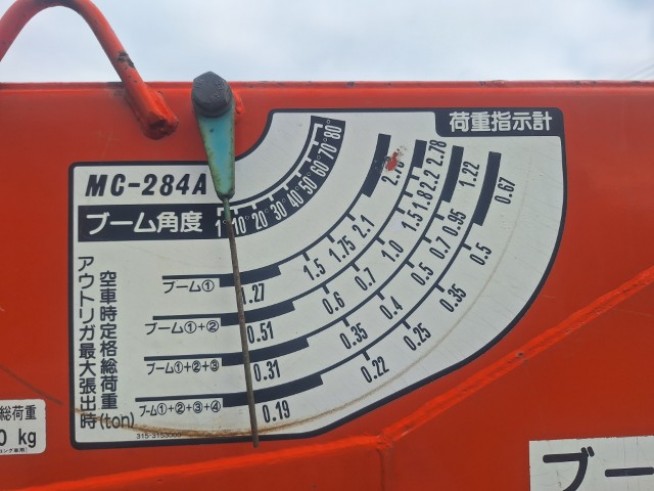 荷重指示計
MC-284A
ブーム角度
1° 10° 20° 30° 40° 50° 60° 70° 80°
空車時定格総荷重
アウトリガ最大張出時(ton)
ブーム① 1.27 1.5 1.75 2.1
ブーム①+② 0.51 0.6 0.7 1.0 1.5 1.8 2.2 2.78
ブーム①+②+③ 0.31 0.35 0.4 0.5 0.7 0.95 1.22
ブーム①+②+③+④ 0.19 0.22 0.25 0.35 0.5 0.67
総荷重
0 kg
ブー